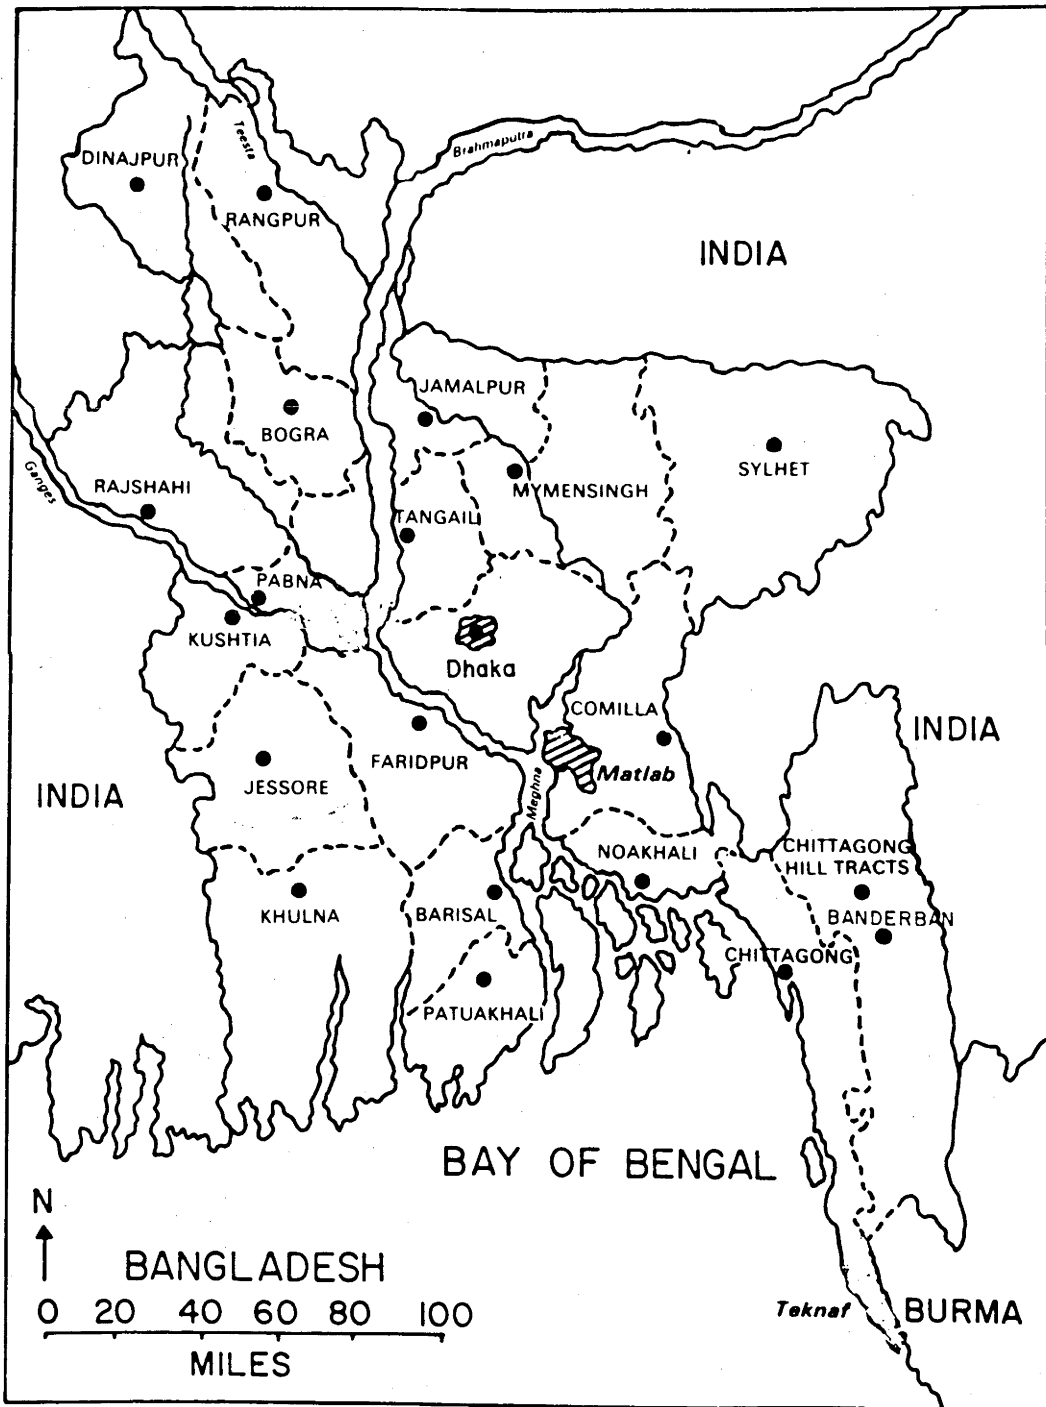 Brahmaputra
Teesta
DINAJPUR
RANGPUR
INDIA
JAMALPUR
BOGRA
SYLHET
Ganges
RAJSHAHI
MYMENSINGH
TANGAIL
PABNA
KUSHTIA
Dhaka
COMILLA
INDIA
FARIDPUR
Matlab
JESSORE
INDIA
Meghna
NOAKHALI
CHITTAGONG
HILL TRACTS
KHULNA
BARISAL
BANDERBAN
CHITTAGONG
PATUAKHALI
BAY OF BENGAL
N
BANGLADESH
0 20 40 60 80 100
MILES
Teknaf
BURMA